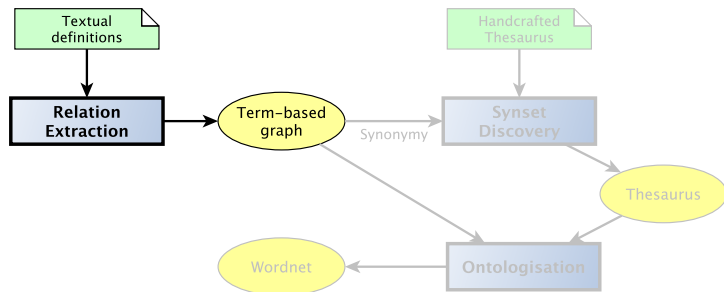 Textual
definitions
Handcrafted
Thesaurus
Relation
Extraction
Term-based
graph
Synonymy
Synset
Discovery
Thesaurus
Wordnet
Ontologisation